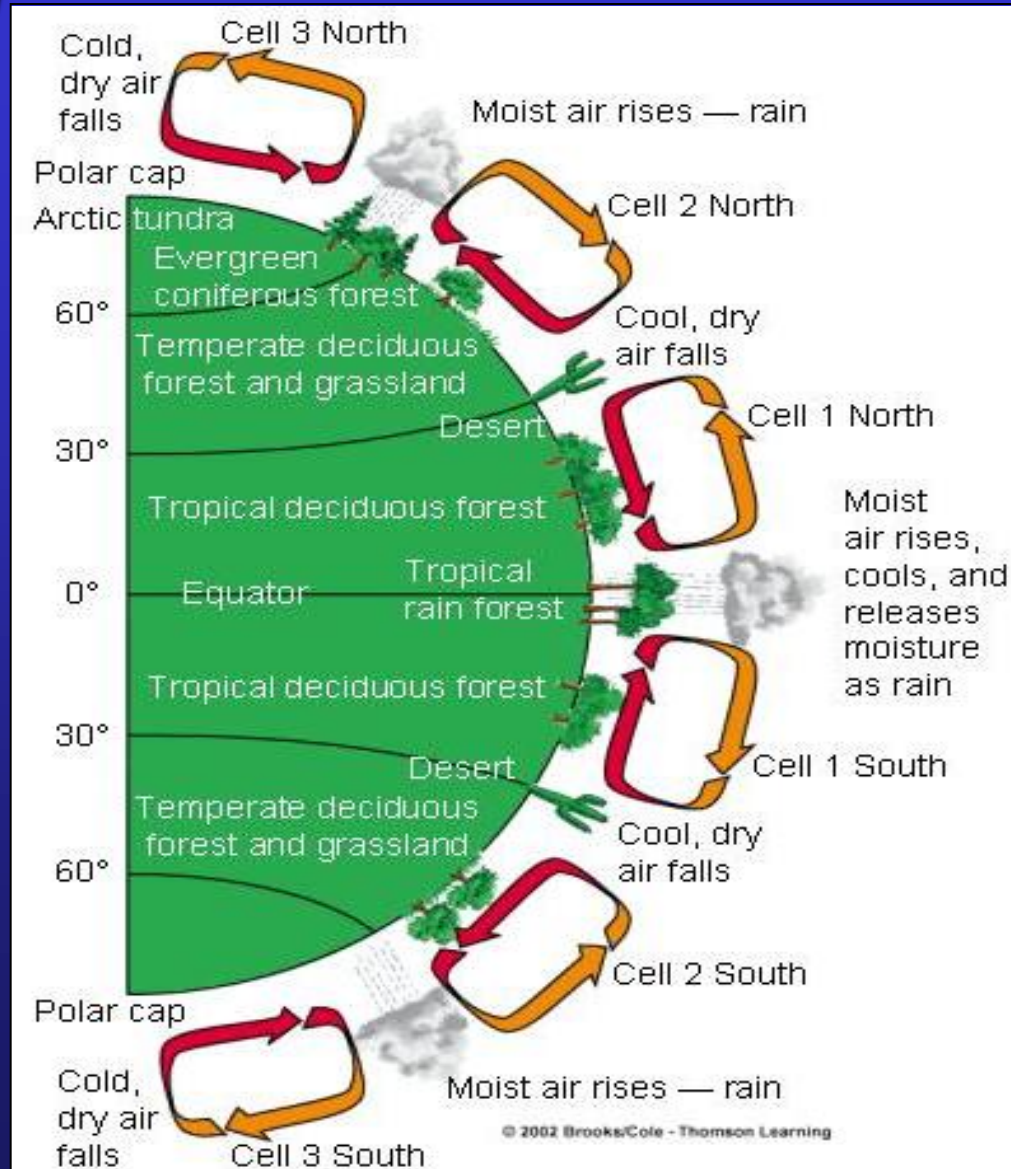 Cell 3 North
Cold,
dry air
falls
Moist air rises — rain
Polar cap
Arctic tundra
Cell 2 North
Evergreen
coniferous forest
60°
Cool, dry
air falls
Temperate deciduous
forest and grassland
Cell 1 North
Desert
30°
Tropical deciduous forest
Moist
air rises,
cools, and
releases
moisture
as rain
0°
Equator
Tropical
rain forest
Tropical deciduous forest
30°
Desert
Cell 1 South
Temperate deciduous
forest and grassland
Cool, dry
air falls
60°
Cell 2 South
Polar cap
Cold,
dry air
falls
Moist air rises — rain
Cell 3 South
© 2002 Brooks/Cole - Thomson Learning